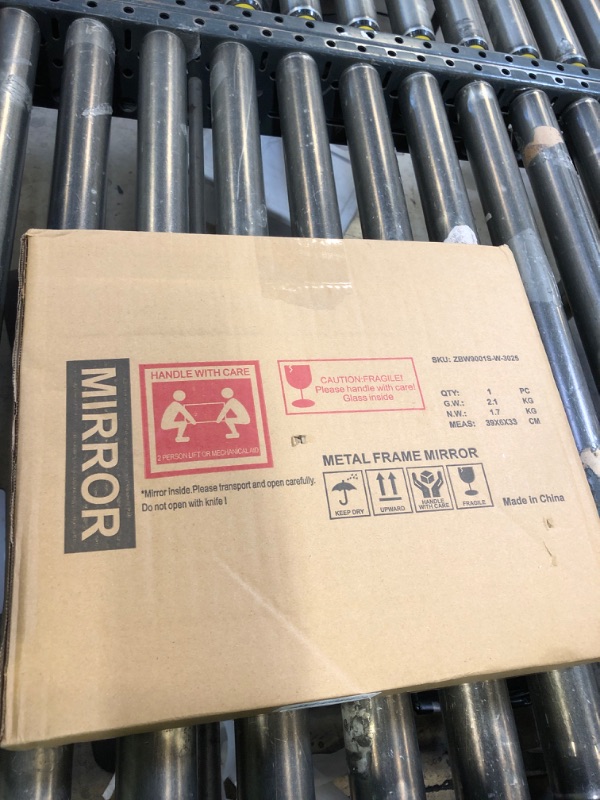 MIRROR
HANDLE WITH CARE
2 PERSON LIFT OR MECHANICAL AID
*Mirror Inside.Please transport and open carefully.
Do not open with knife !
CAUTION:FRAGILE!
Please handle with care!
Glass inside
METAL FRAME MIRROR
KEEP DRY
UPWARD
HANDLE
WITH CARE
FRAGILE
SKU: ZBW9001S-W-3025
QTY: 1 PC
G.W.: 2.1 KG
N.W.: 1.7 KG
MEAS: 39X6X33 CM
Made in China